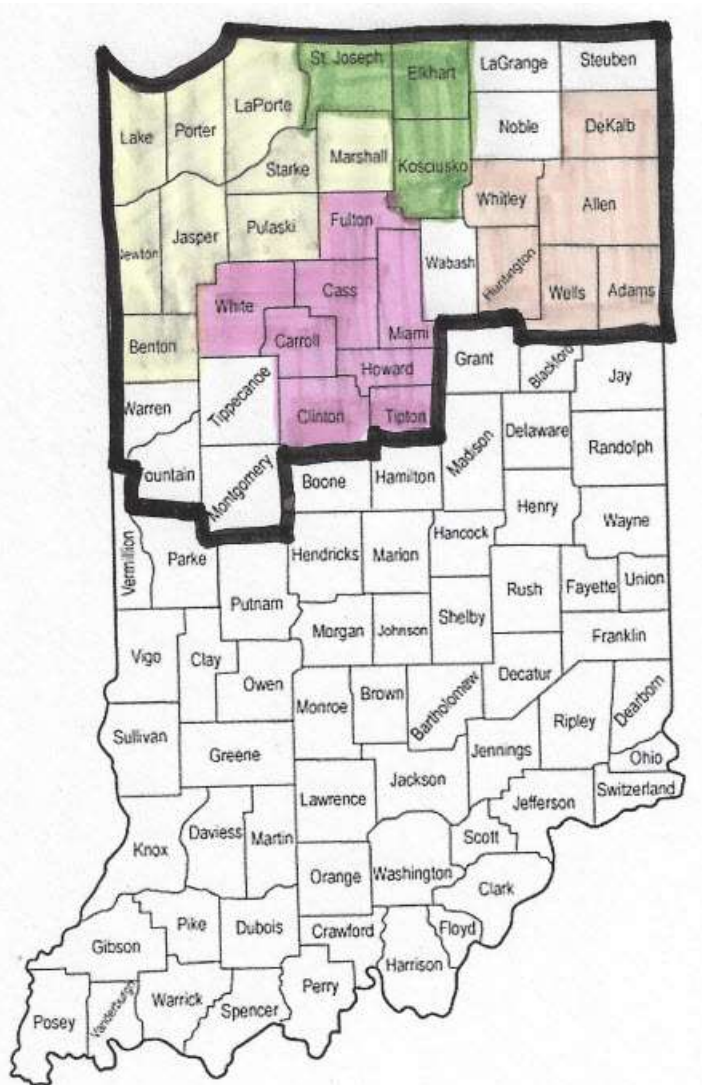 St. Joseph
Elkhart
LaGrange
Steuben
LaPorte
Lake
Porter
Noble
DeKalb
Marshall
Kosciusko
Starke
Whitley
Allen
Fulton
Pulaski
Jasper
Newton
Wabash
Huntington
Wells
Adams
White
Cass
Miami
Benton
Carroll
Howard
Grant
Blackford
Jay
Warren
Tippecanoe
Clinton
Tipton
Madison
Delaware
Randolph
ountain
Montgomery
Boone
Hamilton
Henry
Wayne
Vermillion
Parke
Hendricks
Marion
Hancock
Putnam
Rush
Fayette
Union
Morgan
Johnson
Shelby
Franklin
Vigo
Clay
Owen
Decatur
Monroe
Brown
Bartholomew
Dearborn
Sullivan
Greene
Jennings
Ripley
Ohio
Jackson
Lawrence
Jefferson
Switzerland
Knox
Daviess
Martin
Scott
Orange
Washington
Clark
Pike
Dubois
Crawford
Floyd
Gibson
Harrison
Posey
Vanderburgh
Warrick
Spencer
Perry